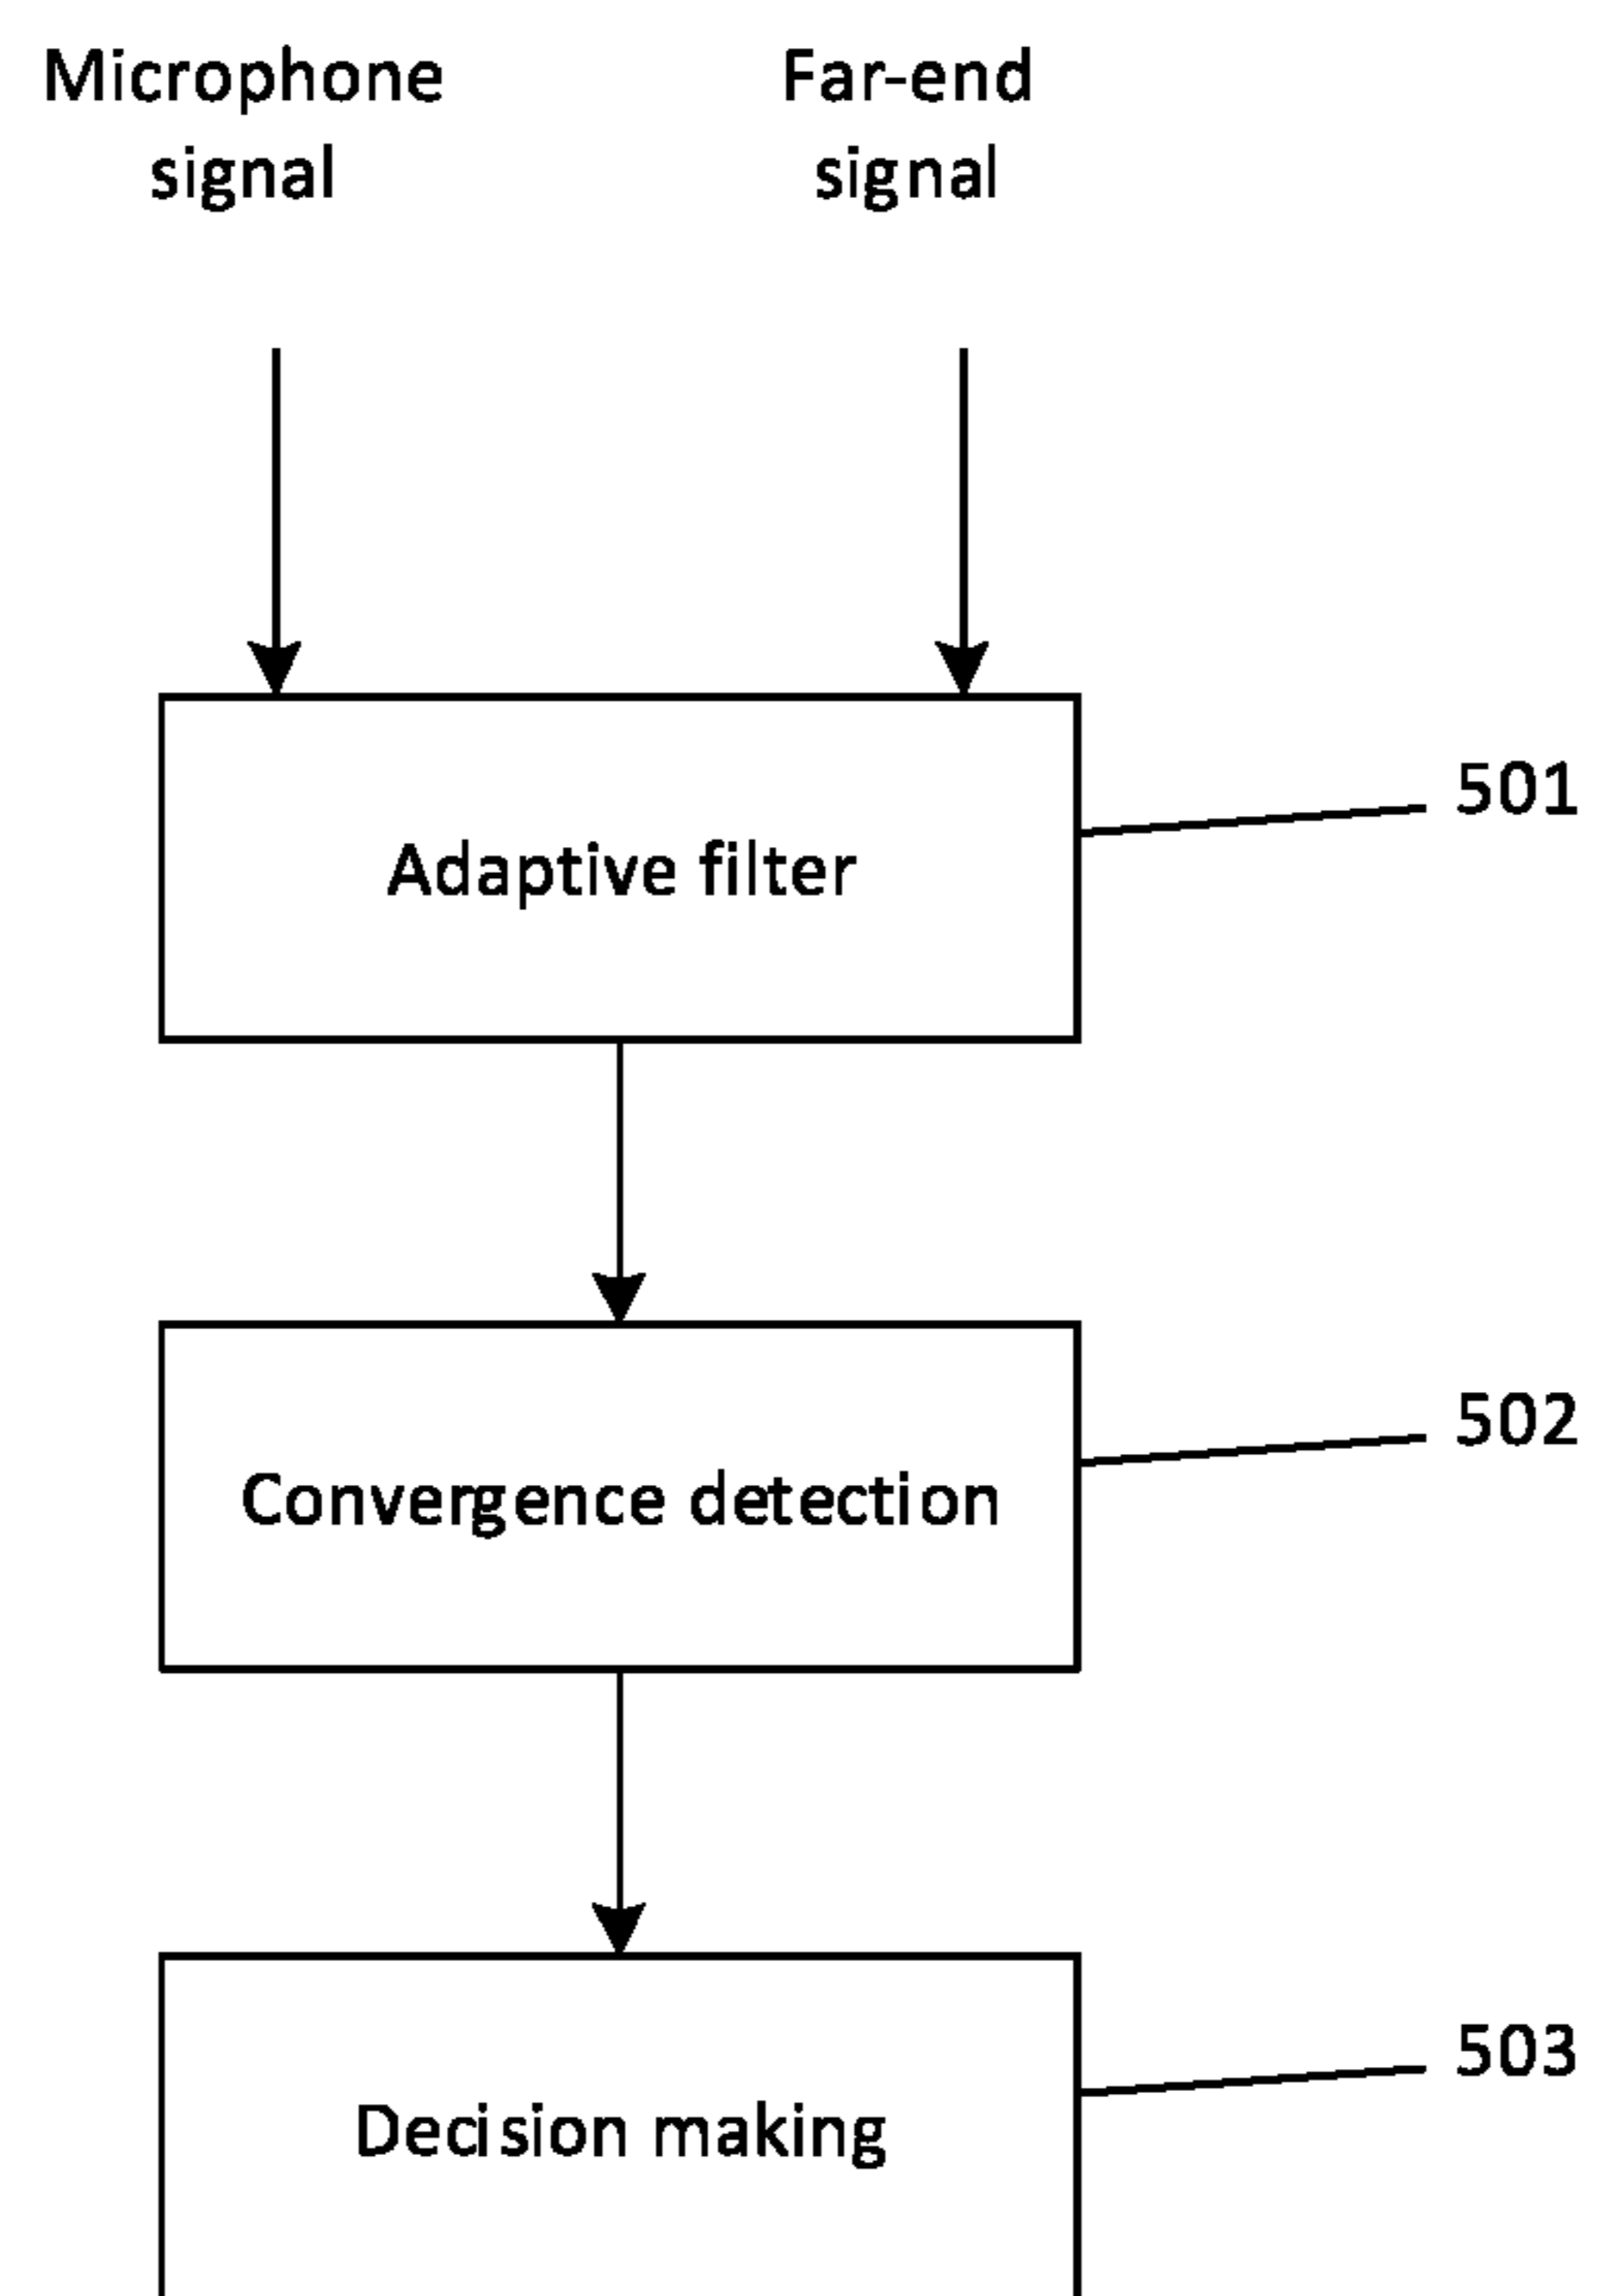 Microphone
signal
Far-end
signal
Adaptive filter
501
Convergence detection
502
Decision making
503